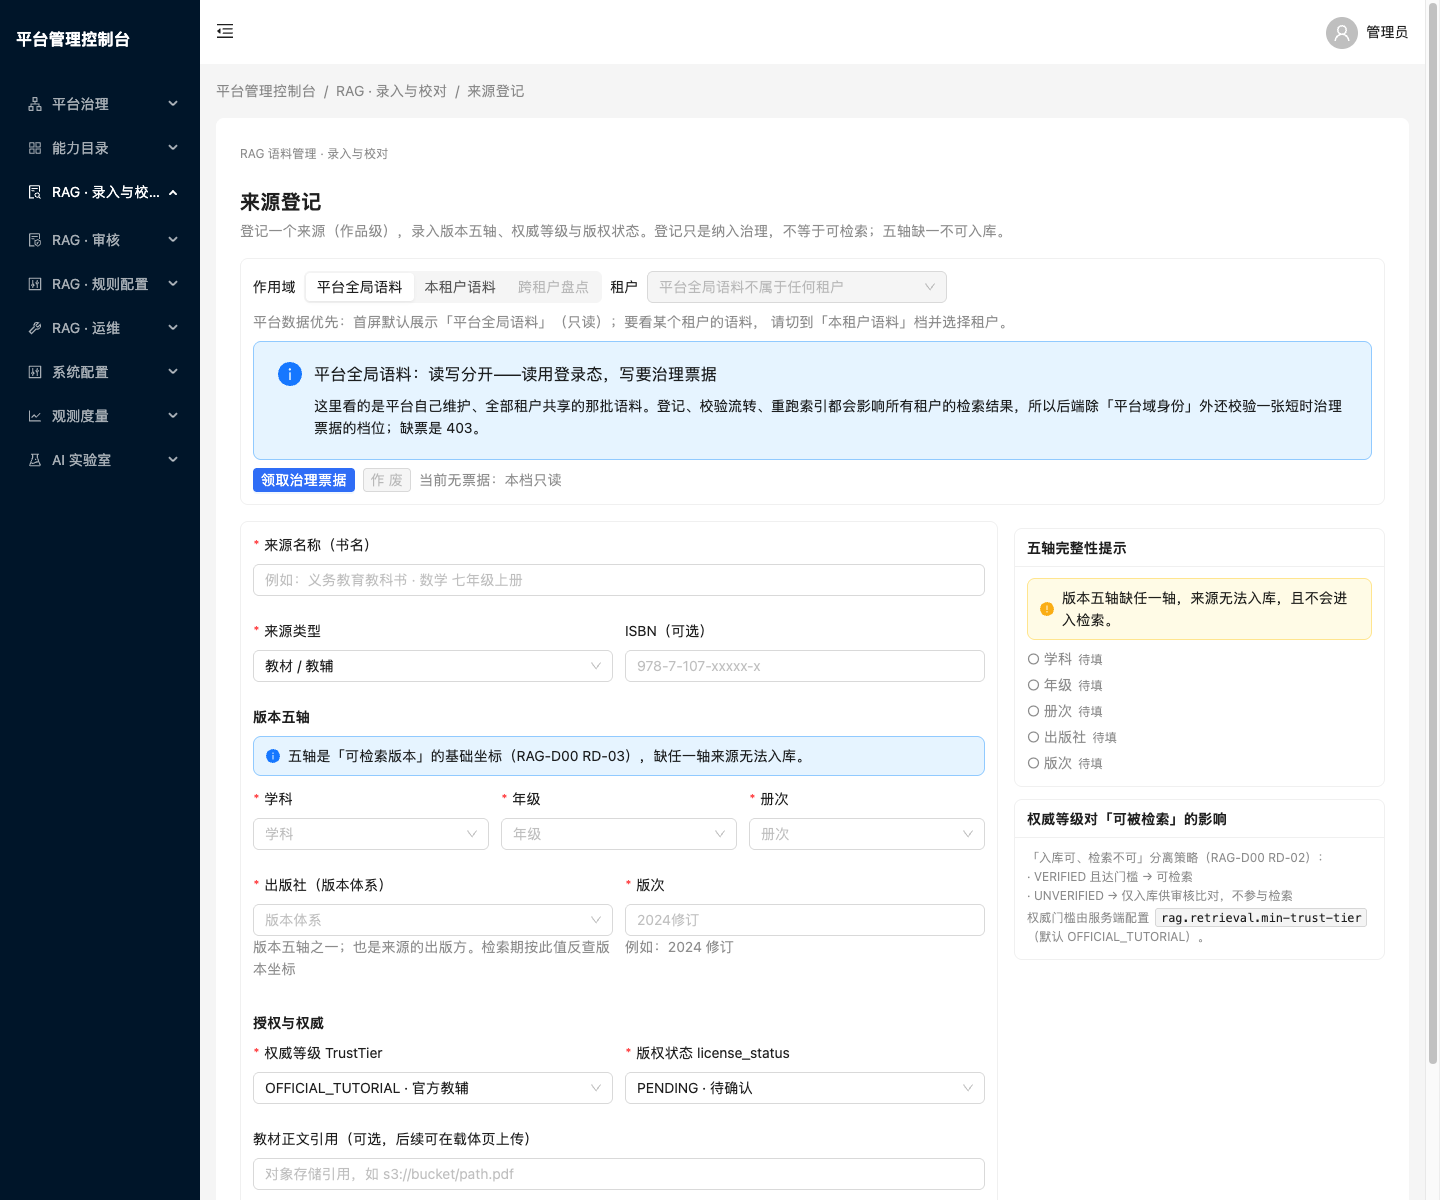 平台管理控制台
平台治理
能力目录
RAG · 录入与校...
RAG · 审核
RAG · 规则配置
RAG · 运维
系统配置
观测度量
AI 实验室
管理员
平台管理控制台 / RAG · 录入与校对 / 来源登记
RAG 语料管理 · 录入与校对
来源登记
登记一个来源（作品级），录入版本五轴、权威等级与版权状态。登记只是纳入治理，不等于可检索；五轴缺一不可入库。
作用域 平台全局语料 本租户语料 跨租户盘点 租户 平台全局语料不属于任何租户
平台数据优先：首屏默认展示「平台全局语料」（只读）；要看某个租户的语料， 请切到「本租户语料」档并选择租户。
平台全局语料：读写分开——读用登录态，写要治理票据
这里看的是平台自己维护、全部租户共享的那批语料。登记、校验流转、重跑索引都会影响所有租户的检索结果，所以后端除「平台域身份」外还校验一张短时治理
票据的档位；缺票是 403。
领取治理票据 作 废 当前无票据：本档只读
* 来源名称（书名）
例如：义务教育教科书 · 数学 七年级上册
* 来源类型 ISBN（可选）
教材 / 教辅 978-7-107-xxxxx-x
版本五轴
五轴是「可检索版本」的基础坐标（RAG-D00 RD-03），缺任一轴来源无法入库。
* 学科 * 年级 * 册次
学科 年级 册次
* 出版社（版本体系） * 版次
版本体系 2024修订
版本五轴之一；也是来源的出版方。检索期按此值反查版
本坐标
例如：2024 修订
授权与权威
* 权威等级 TrustTier * 版权状态 license_status
OFFICIAL_TUTORIAL · 官方教辅 PENDING · 待确认
教材正文引用（可选，后续可在载体页上传）
对象存储引用，如 s3://bucket/path.pdf
五轴完整性提示
版本五轴缺任一轴，来源无法入库，且不会进
入检索。
学科 待填
年级 待填
册次 待填
出版社 待填
版次 待填
权威等级对「可被检索」的影响
「入库可、检索不可」分离策略（RAG-D00 RD-02）：
· VERIFIED 且达门槛 → 可检索
· UNVERIFIED → 仅入库供审核比对，不参与检索
权威门槛由服务端配置 rag.retrieval.min-trust-tier
（默认 OFFICIAL_TUTORIAL）。